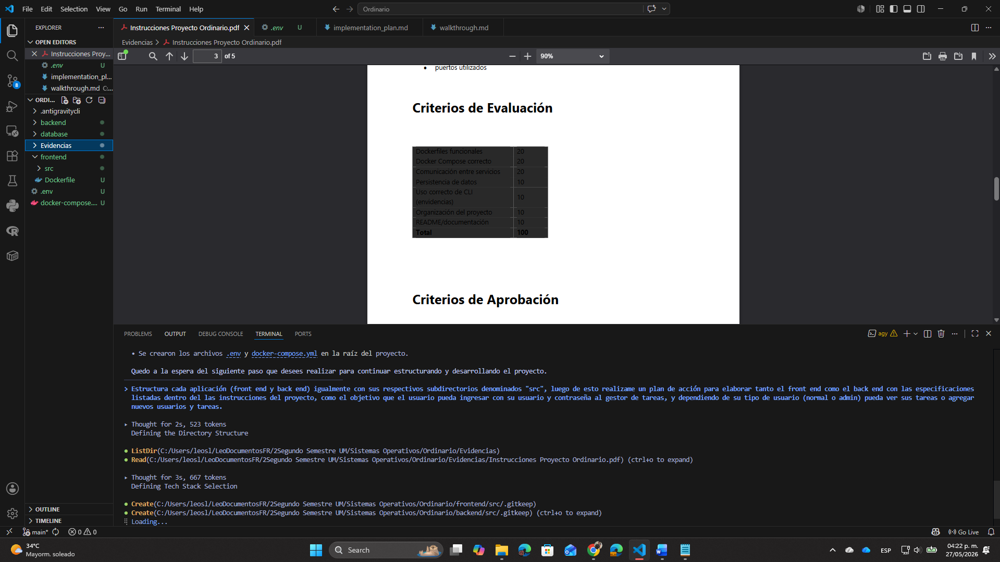 File Edit Selection View Go Run Terminal Help
Ordinario
EXPLORER
OPEN EDITORS
Instrucciones Proy...
.env U
implementation_pl...
walkthrough.md C:...
ORDI...
.antigravitycli
backend
database
Evidencias
frontend
src
Dockerfile U
.env U
docker-compose.... U
OUTLINE
TIMELINE
8
Instrucciones Proyecto Ordinario.pdf
.env U
implementation_plan.md
walkthrough.md
Evidencias > Instrucciones Proyecto Ordinario.pdf
3 of 5
90%
• puertos utilizados
Criterios de Evaluación
Dockerfiles funcionales 20
Docker Compose correcto 20
Comunicación entre servicios 20
Persistencia de datos 10
Uso correcto de CLI (envidencias) 10
Organización del proyecto 10
README/documentación 10
Total 100
Criterios de Aprobación
PROBLEMS OUTPUT DEBUG CONSOLE TERMINAL PORTS
agy
• Se crearon los archivos .env y docker-compose.yml en la raíz del proyecto.
Quedo a la espera del siguiente paso que desees realizar para continuar estructurando y desarrollando el proyecto.
> Estructura cada aplicación (front end y back end) igualmente con sus respectivos subdirectorios denominados "src", luego de esto realizame un plan de acción para elaborar tanto el front end como el back end con las especificaciones
listadas dentro del las instrucciones del proyecto, como el objetivo que el usuario pueda ingresar con su usuario y contraseña al gestor de tareas, y dependiendo de su tipo de usuario (normal o admin) pueda ver sus tareas o agregar
nuevos usuarios y tareas.
▸ Thought for 2s, 523 tokens
Defining the Directory Structure
● ListDir(C:/Users/leosl/LeoDocumentosFR/2Segundo Semestre UM/Sistemas Operativos/Ordinario/Evidencias)
● Read(C:/Users/leosl/LeoDocumentosFR/2Segundo Semestre UM/Sistemas Operativos/Ordinario/Evidencias/Instrucciones Proyecto Ordinario.pdf) (ctrl+o to expand)
▸ Thought for 3s, 667 tokens
Defining Tech Stack Selection
● Create(C:/Users/leosl/LeoDocumentosFR/2Segundo Semestre UM/Sistemas Operativos/Ordinario/frontend/src/.gitkeep)
● Create(C:/Users/leosl/LeoDocumentosFR/2Segundo Semestre UM/Sistemas Operativos/Ordinario/backend/src/.gitkeep) (ctrl+o to expand)
Loading...
main* 0 0
Go Live
34°C
Mayorm. soleado
Search
ESP
04:22 p. m.
27/05/2026